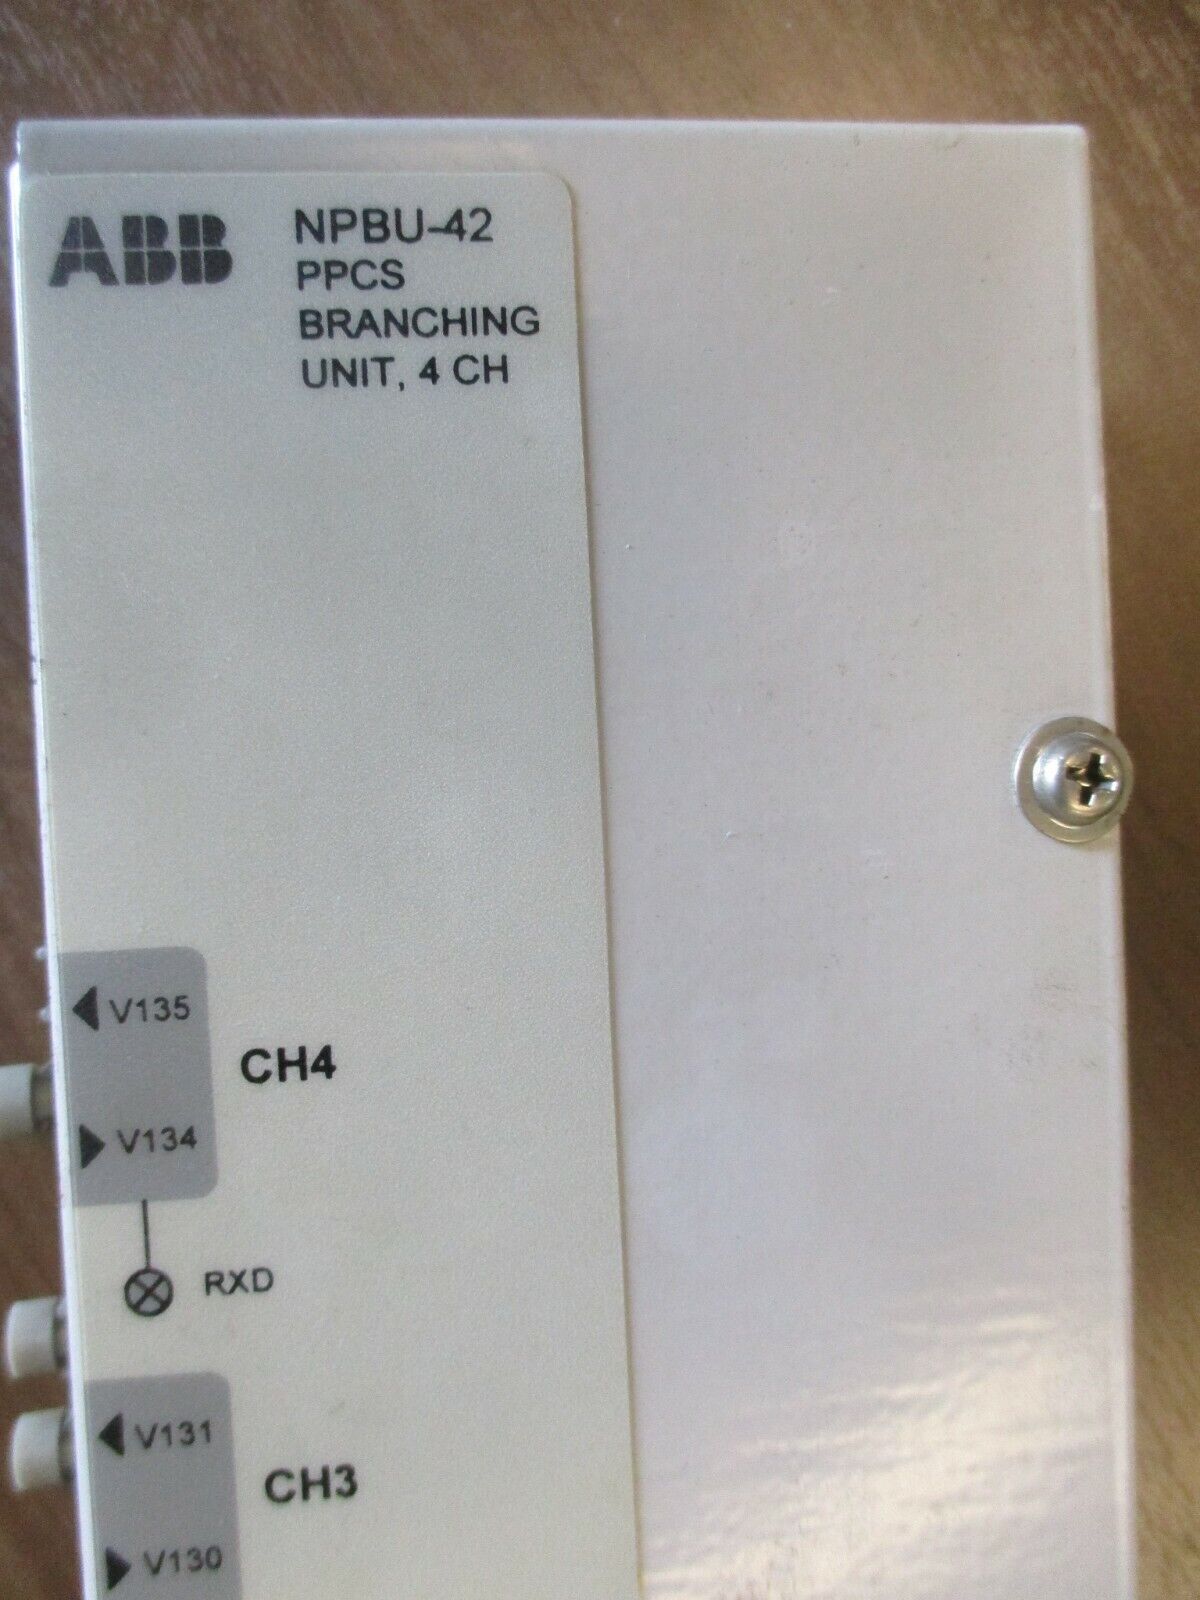 ABB
NPBU-42
PPCS
BRANCHING
UNIT, 4 CH
V135
CH4
V134
RXD
V131
CH3
V130